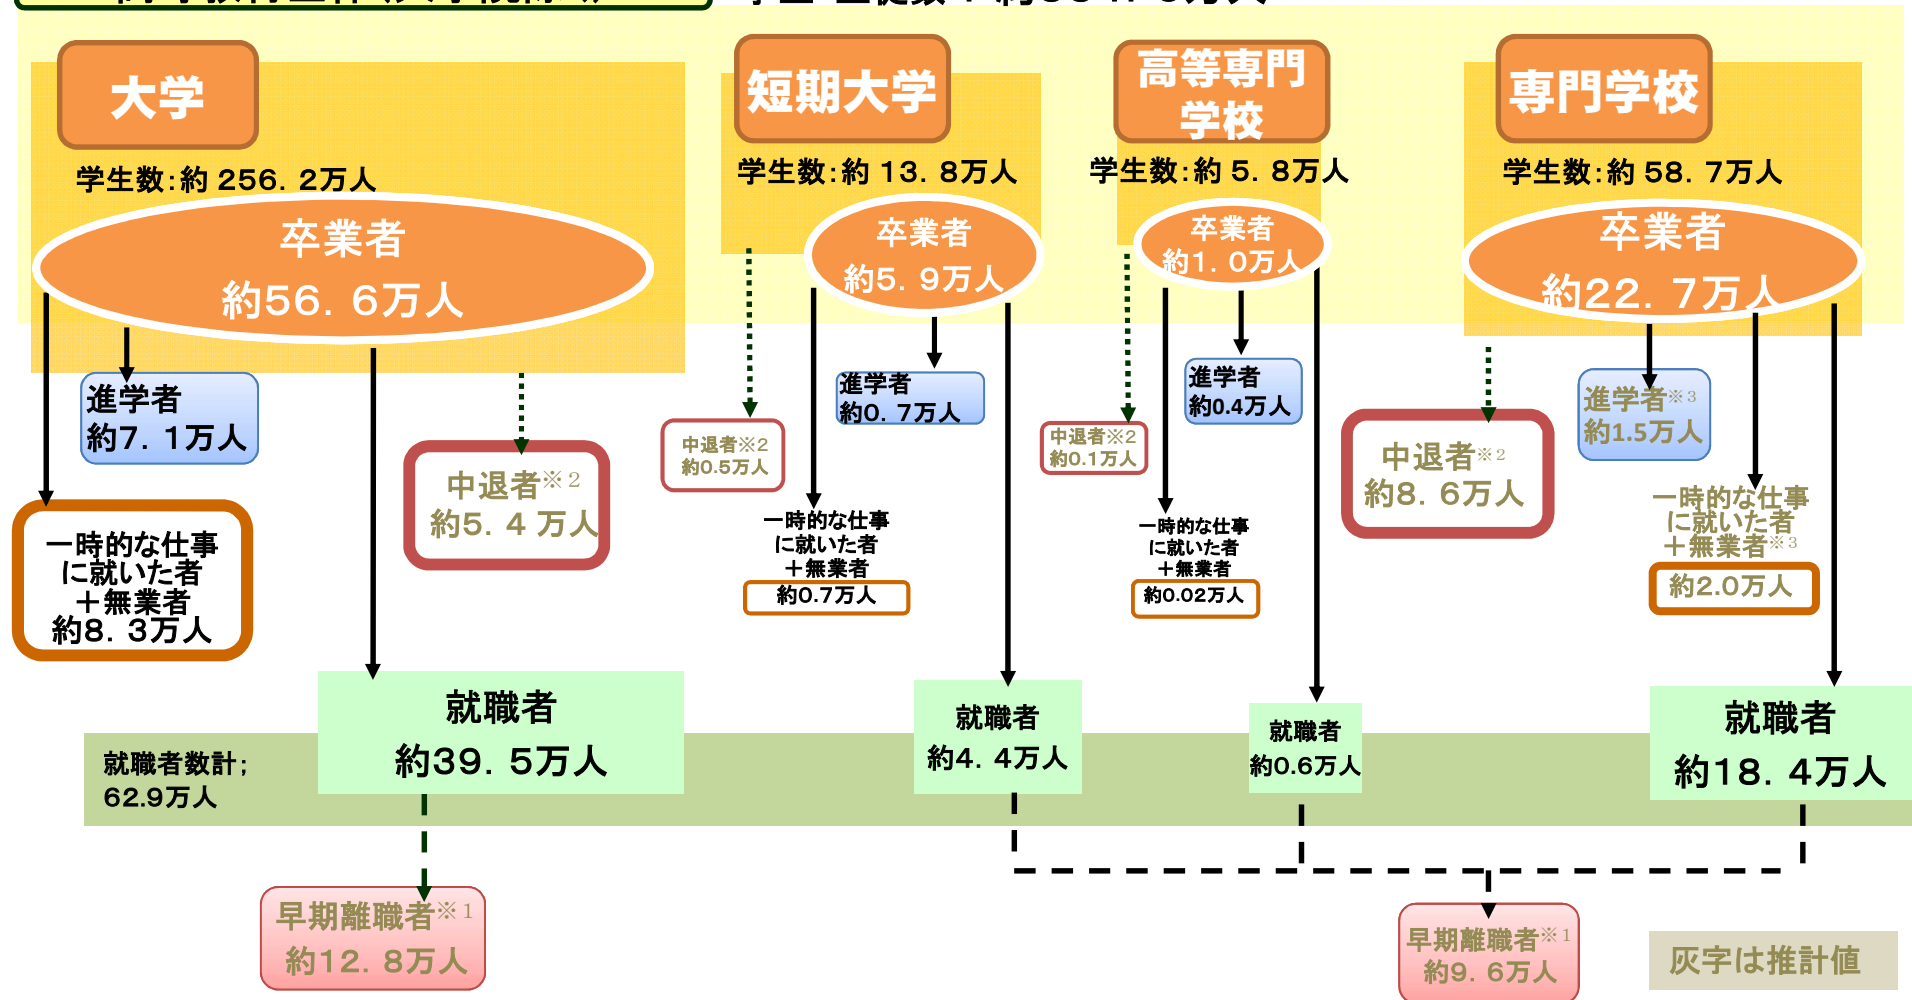 大学
学生数：約 256．2万人
卒業者
約56．6万人
進学者
約7．1万人
一時的な仕事
に就いた者
＋無業者
約8．3万人
中退者※2
約5．4 万人
就職者
約39．5万人
早期離職者※1
約12．8万人
短期大学
学生数：約 13．8万人
卒業者
約5．9万人
中退者※2
約0.5万人
進学者
約0．7万人
一時的な仕事
に就いた者
＋無業者
約0.7万人
就職者
約4．4万人
高等専門
学校
学生数：約 5．8万人
卒業者
約1．0万人
中退者※2
約0.1万人
進学者
約0.4万人
一時的な仕事
に就いた者
＋無業者
約0.02万人
就職者
約0.6万人
専門学校
学生数：約 58．7万人
卒業者
約22．7万人
中退者※2
約8．6万人
進学者※3
約1.5万人
一時的な仕事
に就いた者
＋無業者※3
約2.0万人
就職者
約18．4万人
就職者数計；
62.9万人
早期離職者※1
約9．6万人
灰字は推計値